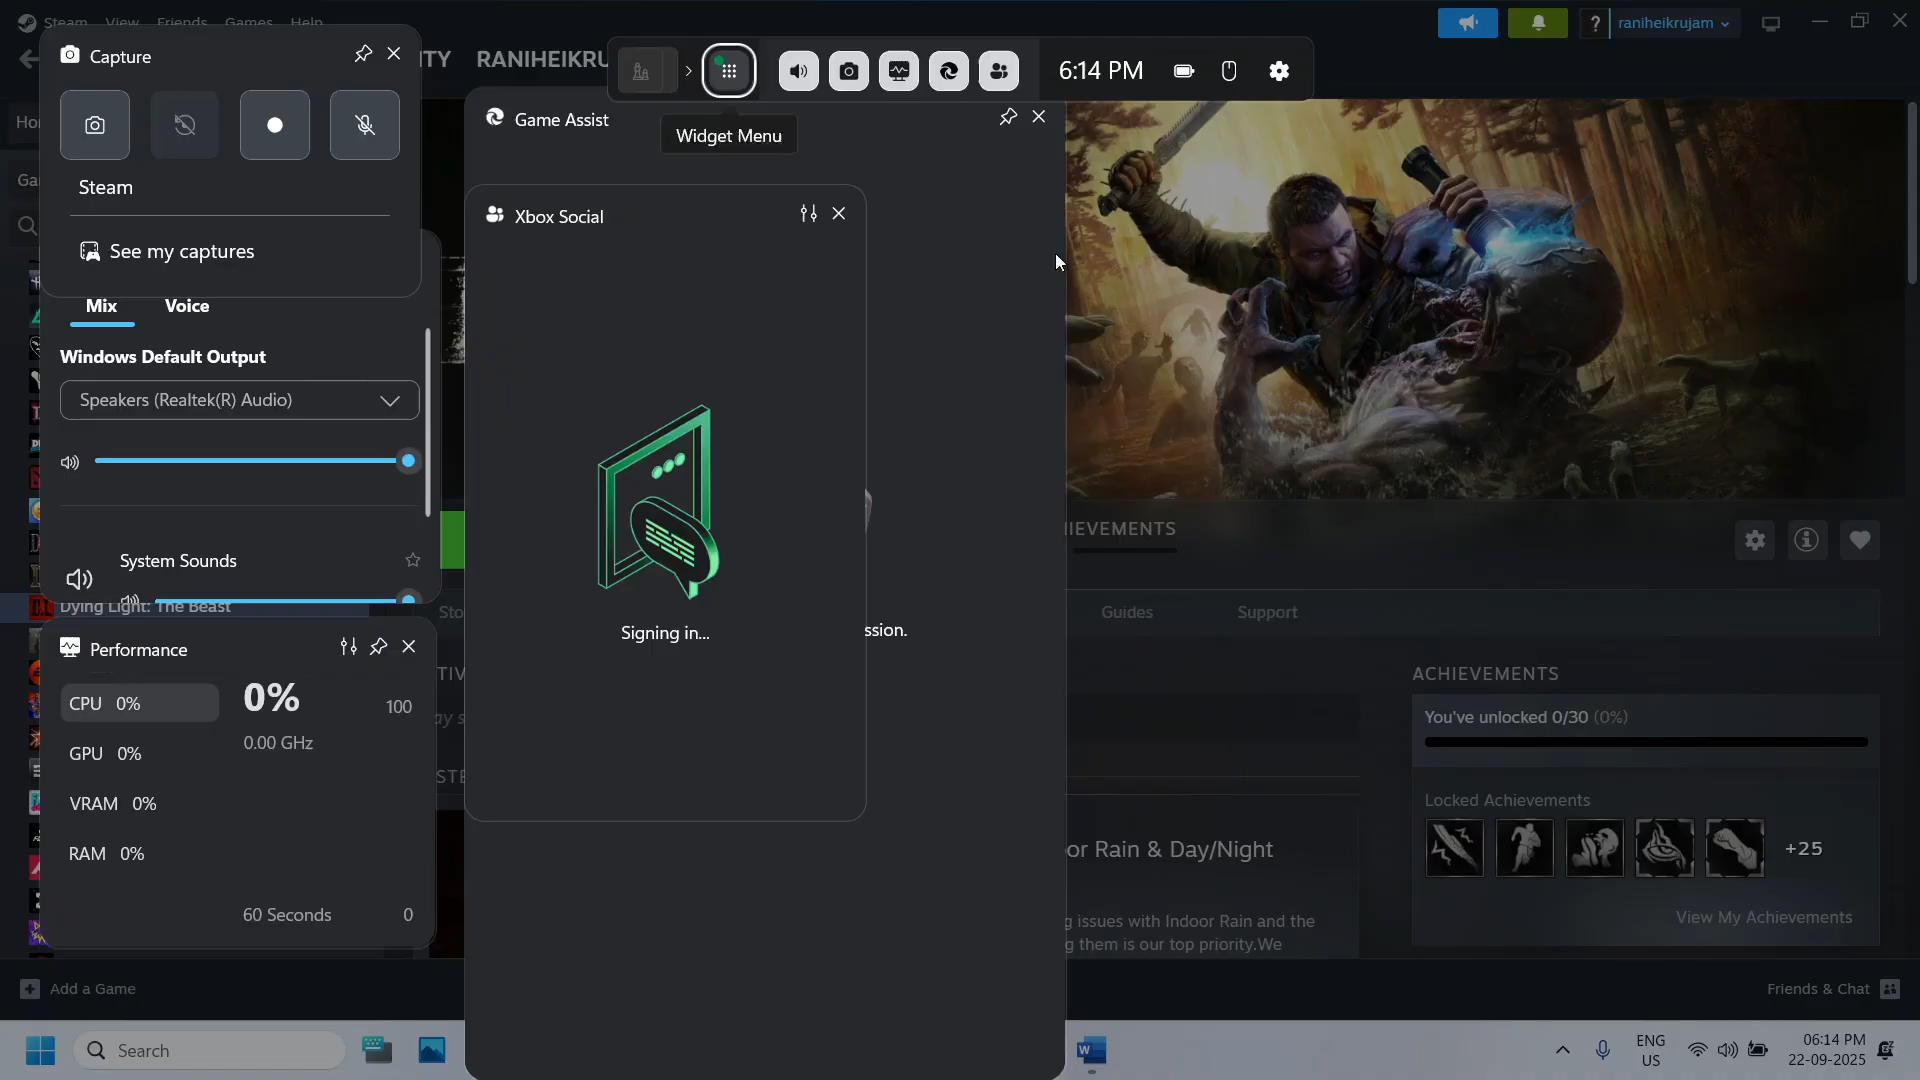 Steam View Friends Games Help
raniheikrujam
Capture
Steam
See my captures
RANIHEIKRU
6:14 PM
Widget Menu
Game Assist
Xbox Social
Signing in...
ssion.
Mix Voice
Windows Default Output
Speakers (Realtek(R) Audio)
System Sounds
Dying Light: The Beast
Performance
CPU 0%
GPU 0%
VRAM 0%
RAM 0%
0%
0.00 GHz
100
60 Seconds 0
IEVEMENTS
Guides Support
ACHIEVEMENTS
You've unlocked 0/30 (0%)
Locked Achievements
+25
View My Achievements
or Rain & Day/Night
g issues with Indoor Rain and the
g them is our top priority.We
Add a Game
Friends & Chat
Search
ENG
US
06:14 PM
22-09-2025